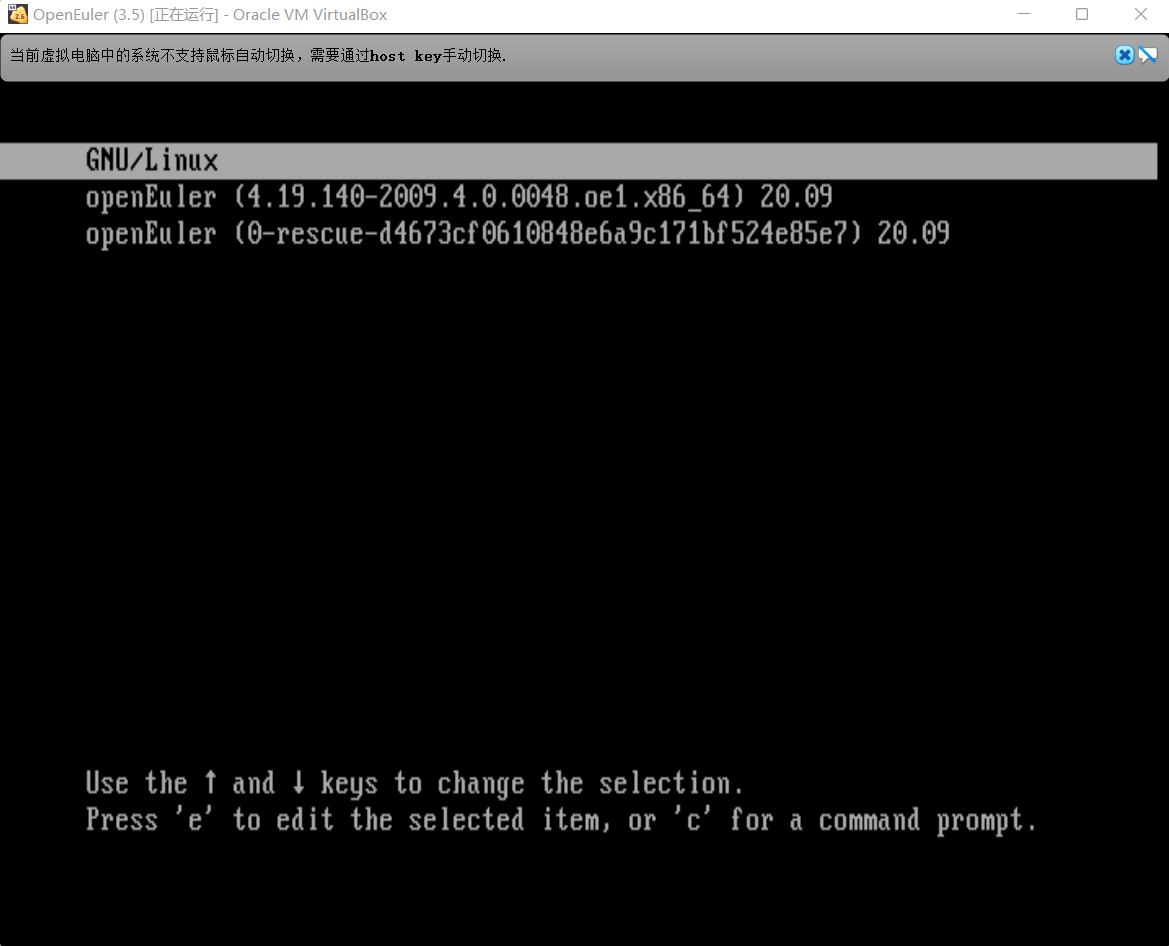 OpenEuler (3.5) [正在运行] - Oracle VM VirtualBox
当前虚拟电脑中的系统不支持鼠标自动切换，需要通过host key手动切换.
GNU/Linux
openEuler (4.19.140-2009.4.0.0048.oe1.x86_64) 20.09
openEuler (0-rescue-d4673cf0610848e6a9c171bf524e85e7) 20.09
Use the ↑ and ↓ keys to change the selection.
Press 'e' to edit the selected item, or 'c' for a command prompt.